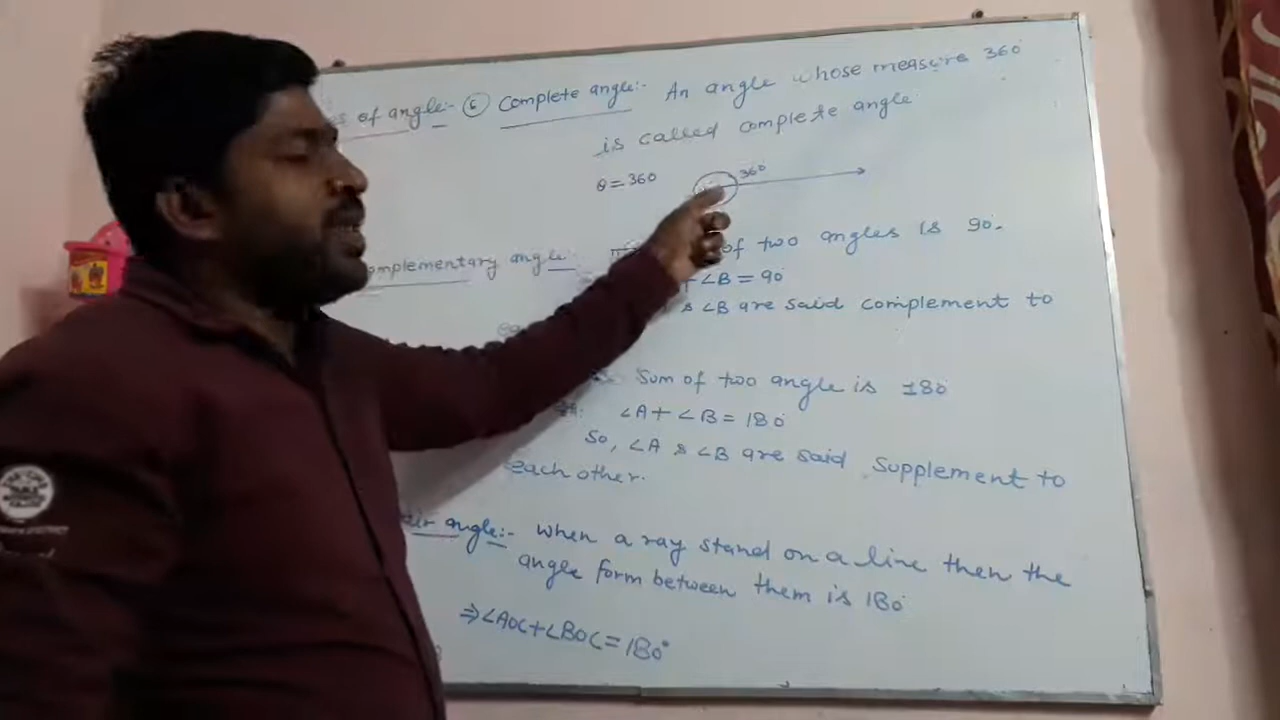 of angle:- ⑥ Complete angle:- An angle whose measure 360°
is called complete angle
θ = 360° 360°
complementary angle: of two angles is 90°.
+ ∠B = 90°
& ∠B are said complement to
Sum of two angle is 180°
∠A + ∠B = 180°
So, ∠A & ∠B are said Supplement to
each other.
angle:- When a ray stand on a line then the
angle form between them is 180°
⇒ ∠AOC + ∠BOC = 180°